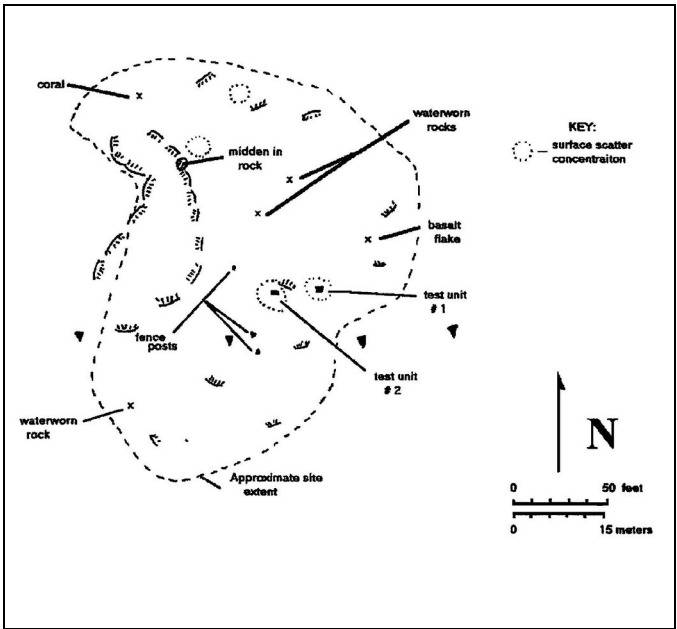 coral
waterworn
rocks
KEY:
surface scatter
concentraiton
midden in
rock
basalt
flake
test unit
# 1
fence
posts
test unit
# 2
waterworn
rock
Approximate site
extent
N
0 50 feet
0 15 meters